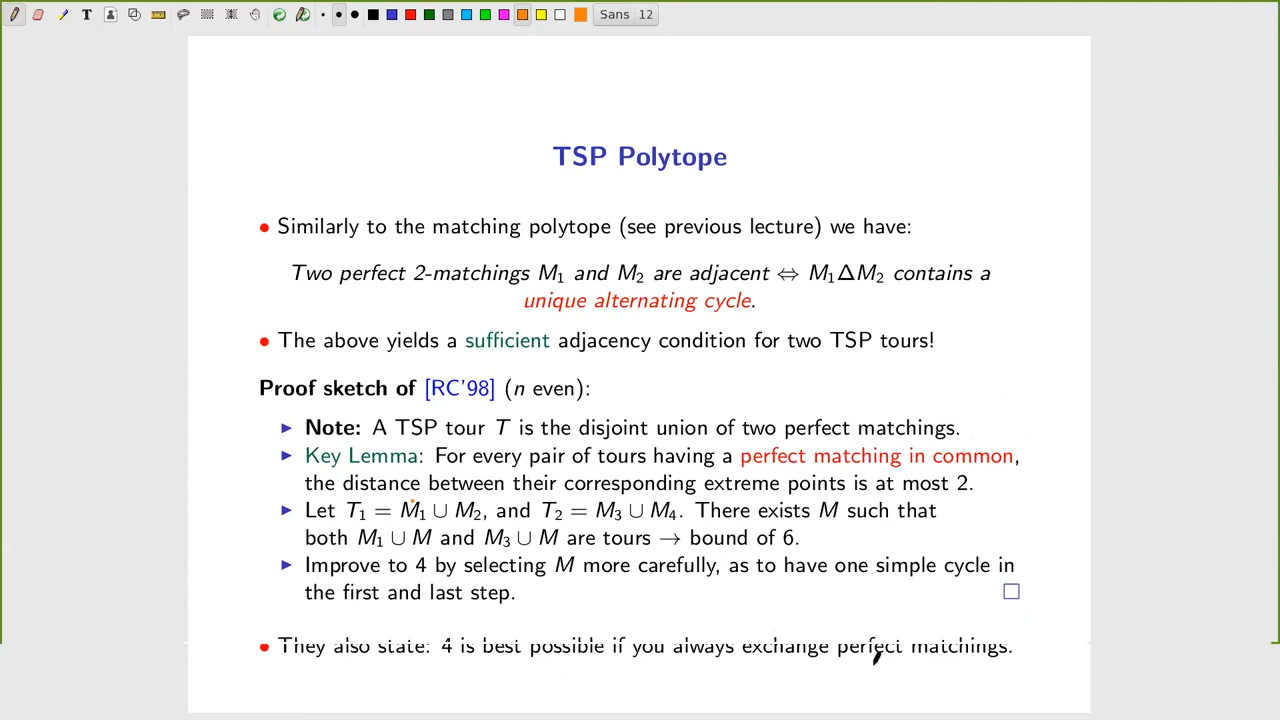 T
Sans 12
TSP Polytope
• Similarly to the matching polytope (see previous lecture) we have:
Two perfect 2-matchings M₁ and M₂ are adjacent ⇔ M₁ΔM₂ contains a
unique alternating cycle.
• The above yields a sufficient adjacency condition for two TSP tours!
Proof sketch of [RC'98] (n even):
▶ Note: A TSP tour T is the disjoint union of two perfect matchings.
▶ Key Lemma: For every pair of tours having a perfect matching in common,
the distance between their corresponding extreme points is at most 2.
▶ Let T₁ = M₁ ∪ M₂, and T₂ = M₃ ∪ M₄. There exists M such that
both M₁ ∪ M and M₃ ∪ M are tours → bound of 6.
▶ Improve to 4 by selecting M more carefully, as to have one simple cycle in
the first and last step. □
• They also state: 4 is best possible if you always exchange perfect matchings.